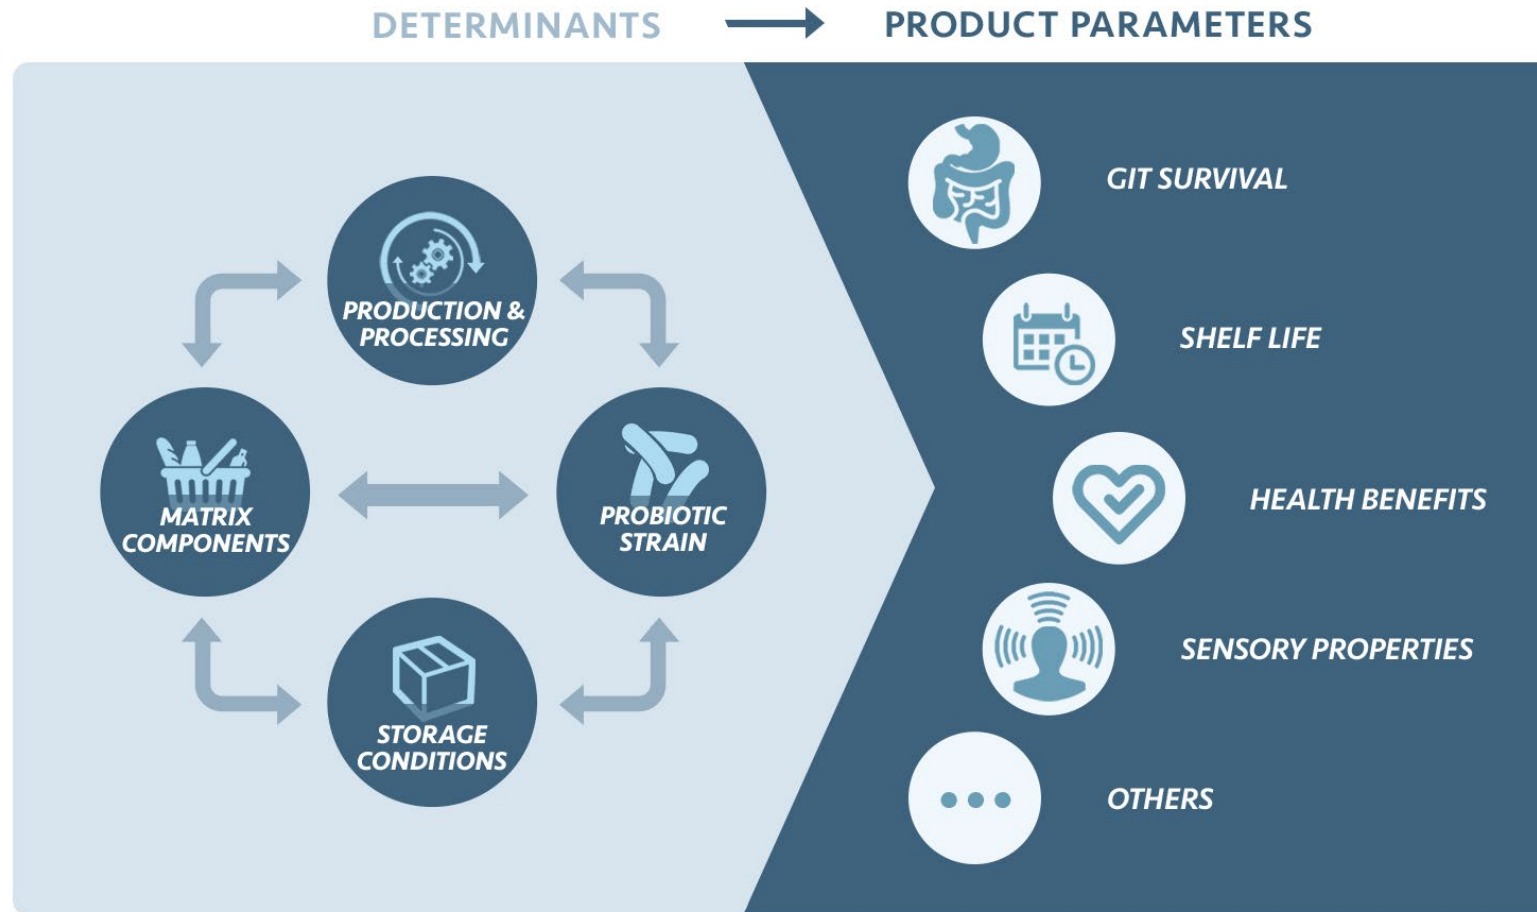 DETERMINANTS
PRODUCT PARAMETERS
PRODUCTION &
PROCESSING
MATRIX
COMPONENTS
PROBIOTIC
STRAIN
STORAGE
CONDITIONS
GIT SURVIVAL
SHELF LIFE
HEALTH BENEFITS
SENSORY PROPERTIES
OTHERS